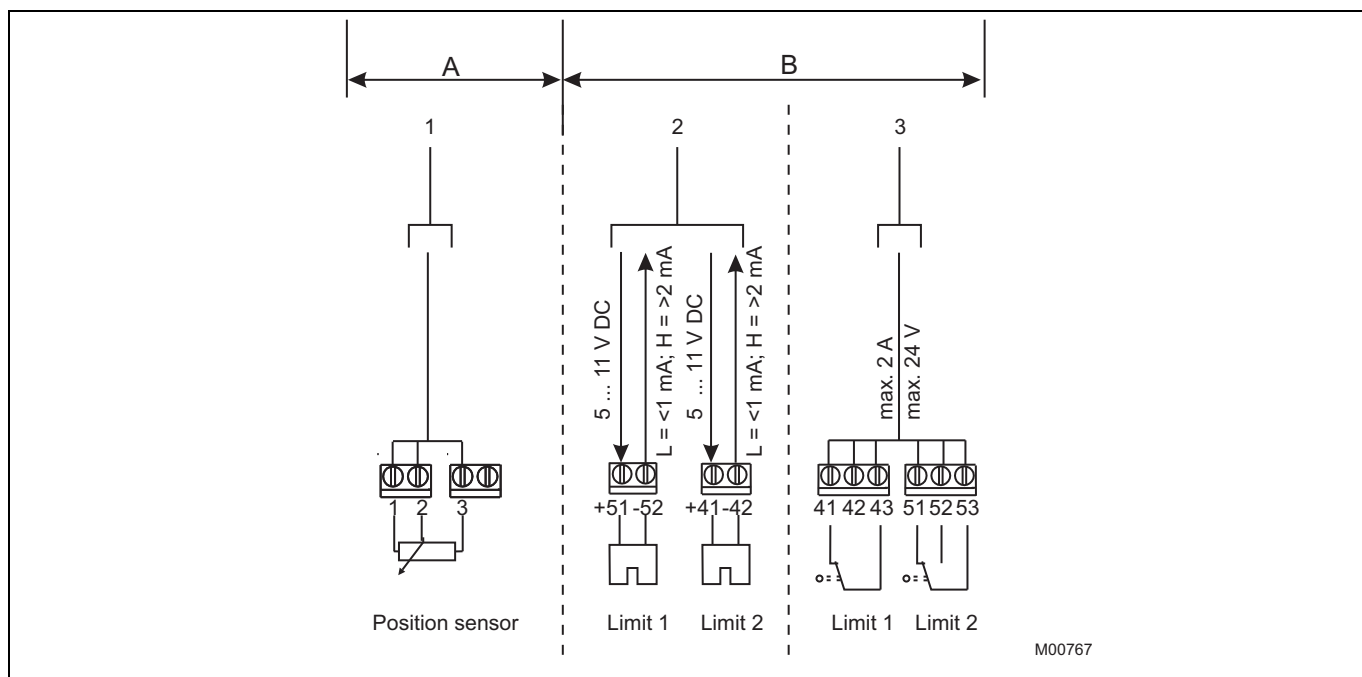 A
B
1
2
3
5 ... 11 V DC
L = <1 mA; H = >2 mA
5 ... 11 V DC
L = <1 mA; H = >2 mA
max. 2 A
max. 24 V
1 2 3
+51 -52
+41 -42
41 42 43
51 52 53
Position sensor
Limit 1
Limit 2
Limit 1
Limit 2
M00767